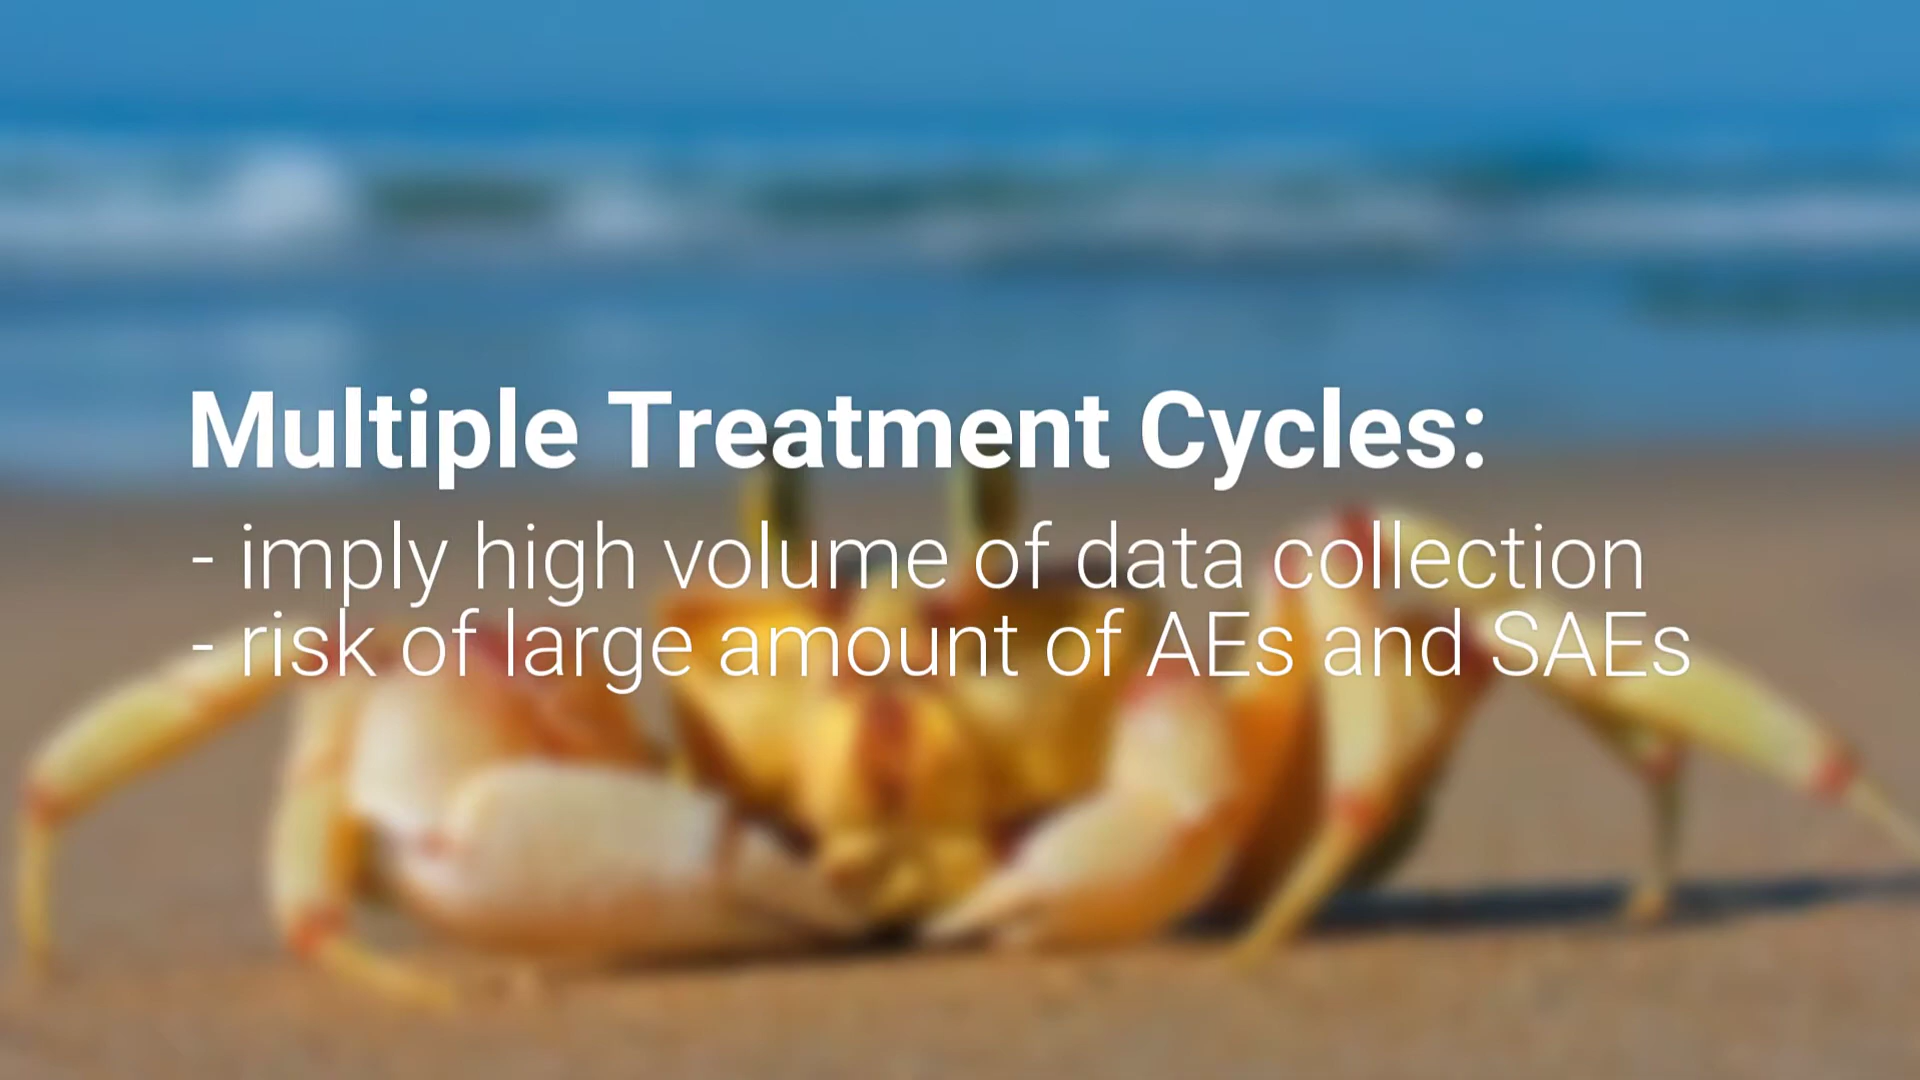 Multiple Treatment Cycles:
- imply high volume of data collection
- risk of large amount of AEs and SAEs